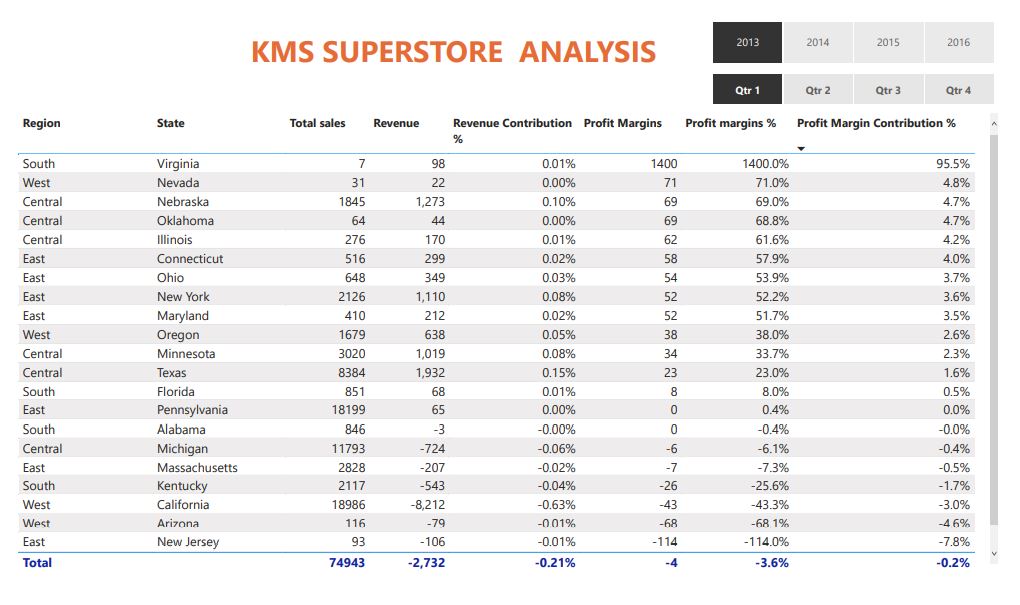 KMS SUPERSTORE  ANALYSIS
2013 2014 2015 2016
Qtr 1 Qtr 2 Qtr 3 Qtr 4
Region State Total sales Revenue Revenue Contribution Profit Margins Profit margins % Profit Margin Contribution %
%
South Virginia 7 98 0.01% 1400 1400.0% 95.5%
West Nevada 31 22 0.00% 71 71.0% 4.8%
Central Nebraska 1845 1,273 0.10% 69 69.0% 4.7%
Central Oklahoma 64 44 0.00% 69 68.8% 4.7%
Central Illinois 276 170 0.01% 62 61.6% 4.2%
East Connecticut 516 299 0.02% 58 57.9% 4.0%
East Ohio 648 349 0.03% 54 53.9% 3.7%
East New York 2126 1,110 0.08% 52 52.2% 3.6%
East Maryland 410 212 0.02% 52 51.7% 3.5%
West Oregon 1679 638 0.05% 38 38.0% 2.6%
Central Minnesota 3020 1,019 0.08% 34 33.7% 2.3%
Central Texas 8384 1,932 0.15% 23 23.0% 1.6%
South Florida 851 68 0.01% 8 8.0% 0.5%
East Pennsylvania 18199 65 0.00% 0 0.4% 0.0%
South Alabama 846 -3 -0.00% 0 -0.4% -0.0%
Central Michigan 11793 -724 -0.06% -6 -6.1% -0.4%
East Massachusetts 2828 -207 -0.02% -7 -7.3% -0.5%
South Kentucky 2117 -543 -0.04% -26 -25.6% -1.7%
West California 18986 -8,212 -0.63% -43 -43.3% -3.0%
West Arizona 116 -79 -0.01% -68 -68.1% -4.6%
East New Jersey 93 -106 -0.01% -114 -114.0% -7.8%
Total 74943 -2,732 -0.21% -4 -3.6% -0.2%